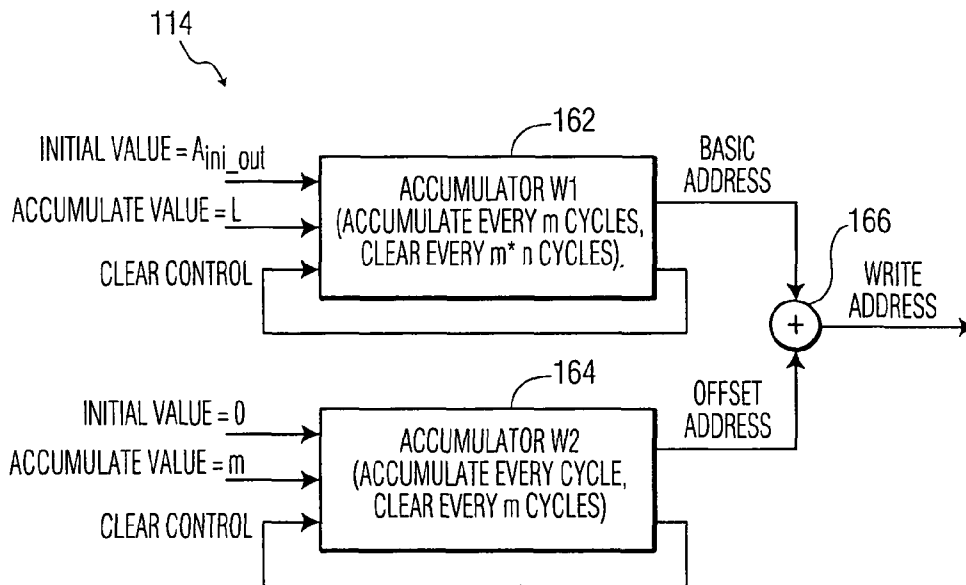 114
162
INITIAL VALUE = Aini_out
ACCUMULATE VALUE = L
CLEAR CONTROL
ACCUMULATOR W1
(ACCUMULATE EVERY m CYCLES,
CLEAR EVERY m* n CYCLES).
BASIC
ADDRESS
166
+
WRITE
ADDRESS
164
INITIAL VALUE = 0
ACCUMULATE VALUE = m
CLEAR CONTROL
ACCUMULATOR W2
(ACCUMULATE EVERY CYCLE,
CLEAR EVERY m CYCLES)
OFFSET
ADDRESS